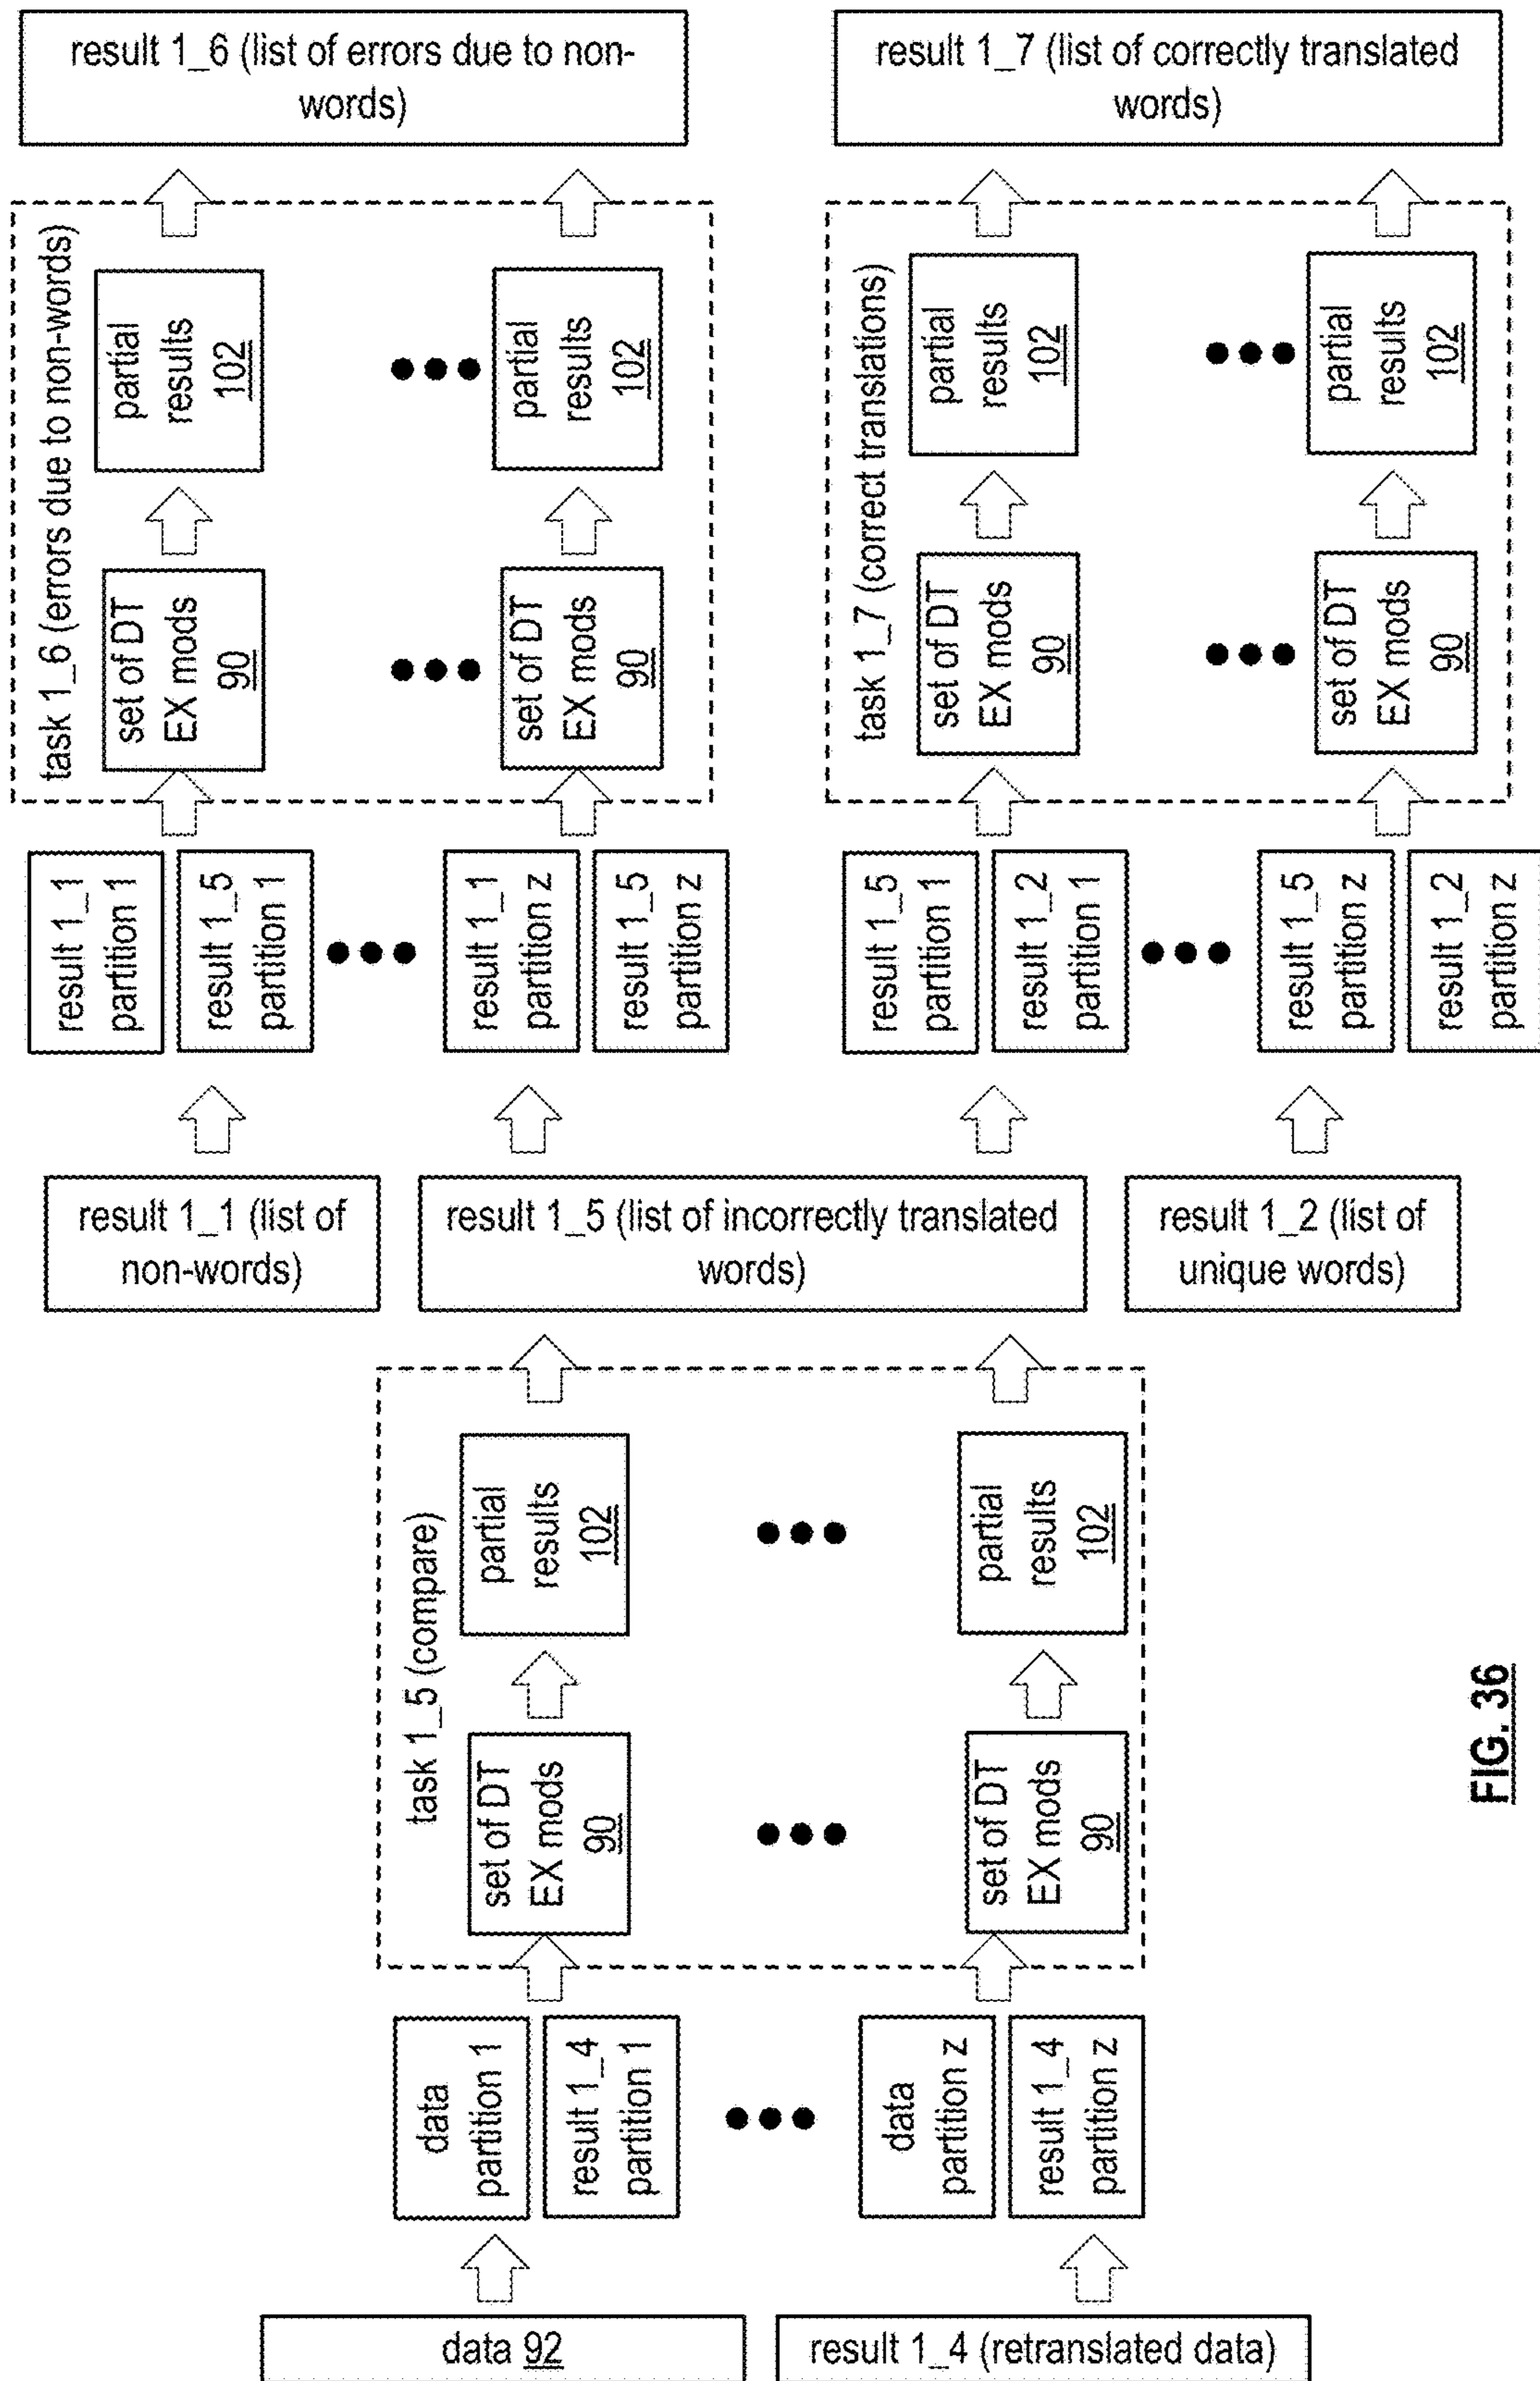 data 92
result 1_4 (retranslated data)
data
partition 1
result 1_4
partition 1
data
partition z
result 1_4
partition z
task 1_5 (compare)
set of DT
EX mods
90
partial
results
102
set of DT
EX mods
90
partial
results
102
result 1_1 (list of
non-words)
result 1_5 (list of incorrectly translated
words)
result 1_2 (list of
unique words)
result 1_1
partition 1
result 1_5
partition 1
result 1_1
partition z
result 1_5
partition z
task 1_6 (errors due to non-words)
set of DT
EX mods
90
partial
results
102
set of DT
EX mods
90
partial
results
102
result 1_6 (list of errors due to non-
words)
result 1_5
partition 1
result 1_2
partition 1
result 1_5
partition z
result 1_2
partition z
task 1_7 (correct translations)
set of DT
EX mods
90
partial
results
102
set of DT
EX mods
90
partial
results
102
result 1_7 (list of correctly translated
words)
FIG. 36